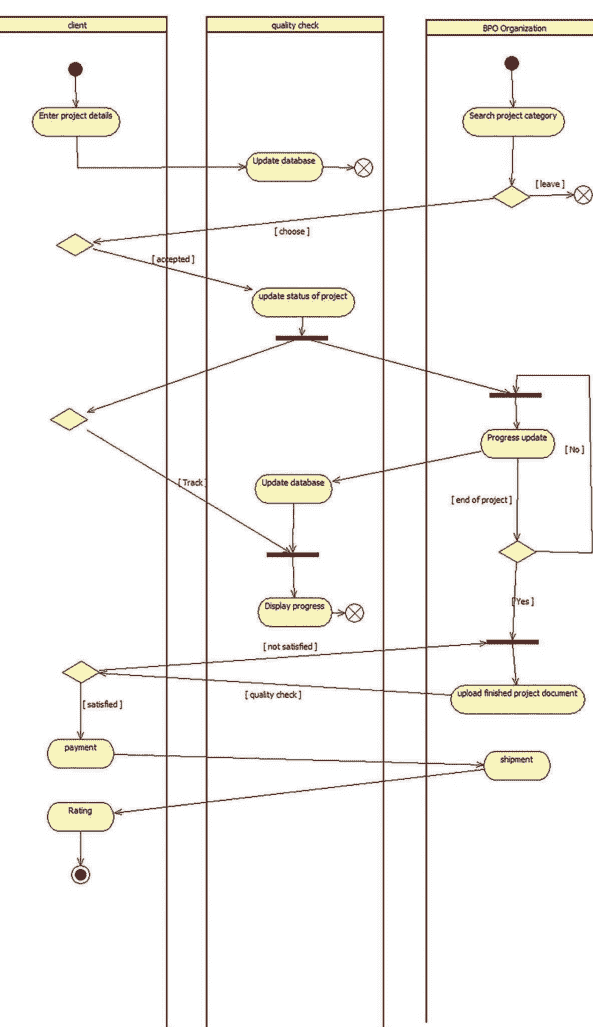 client
quality check
BPO Organization
Enter project details
Search project category
Update database
[ leave ]
[ choose ]
[ accepted ]
update status of project
Progress update
[ No ]
[ Track ]
Update database
[ end of project ]
Display progress
[ Yes ]
[ not satisfied ]
[ quality check ]
upload finished project document
[ satisfied ]
payment
shipment
Rating